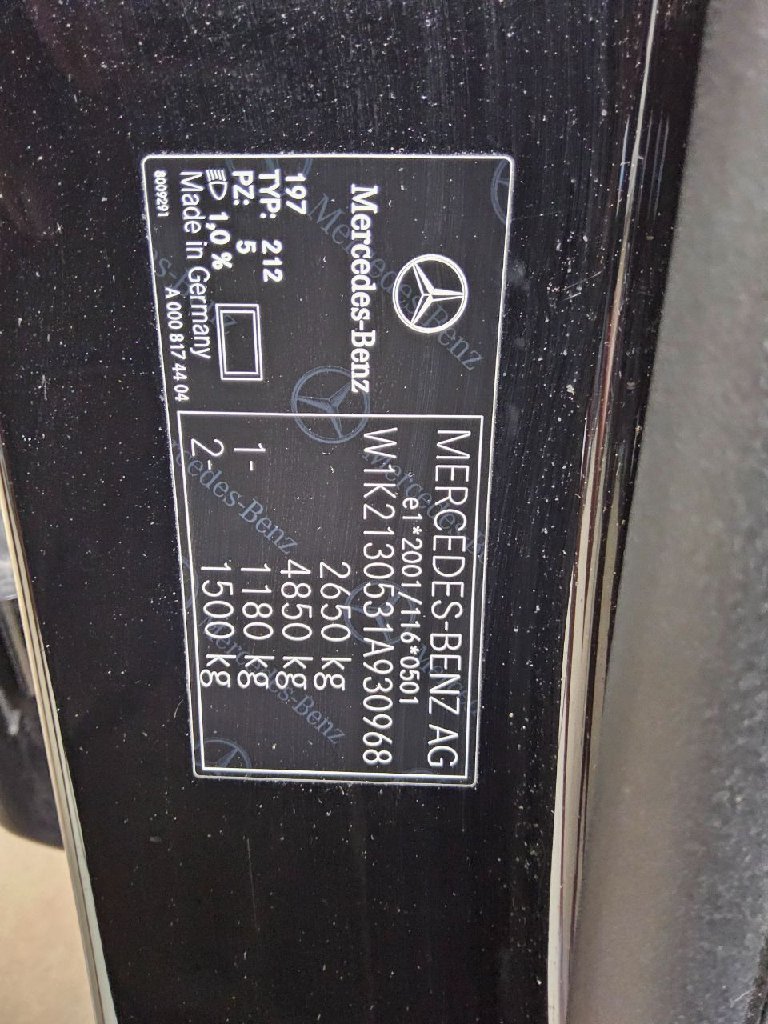 Mercedes-Benz
197
TYP: 212
PZ: 5
1,0 %
Made in Germany
A 000 817 44 04
8009291
MERCEDES-BENZ AG
e1*2001/116*0501
W1K2130531A930968
2650 kg
4850 kg
1- 1180 kg
2- 1500 kg